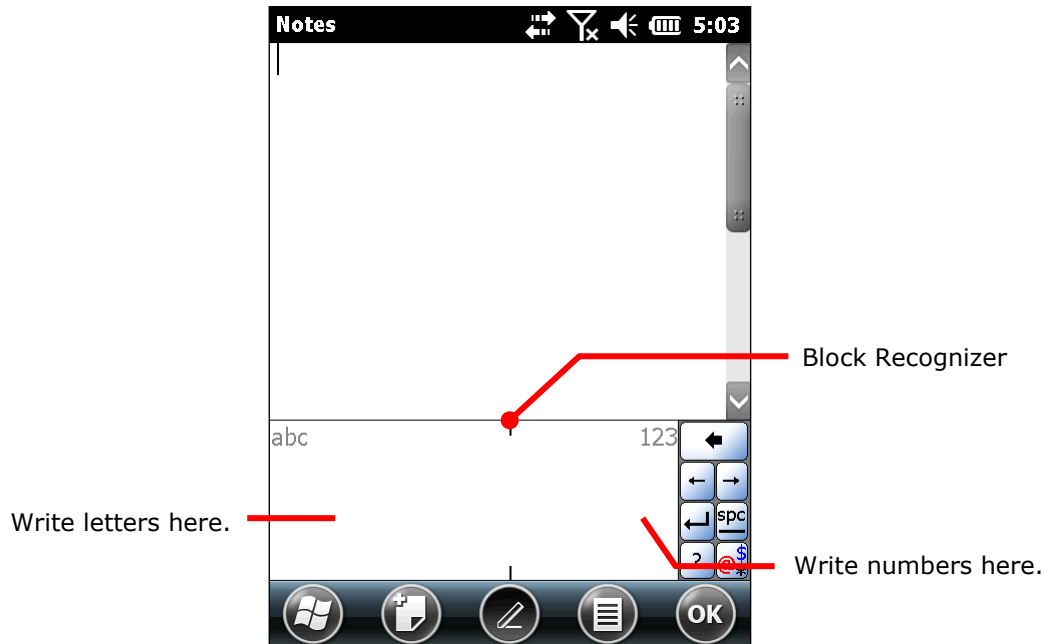 Notes 5:03
Block Recognizer
abc 123
Write letters here.
spc
? @ $ *
Write numbers here.
OK